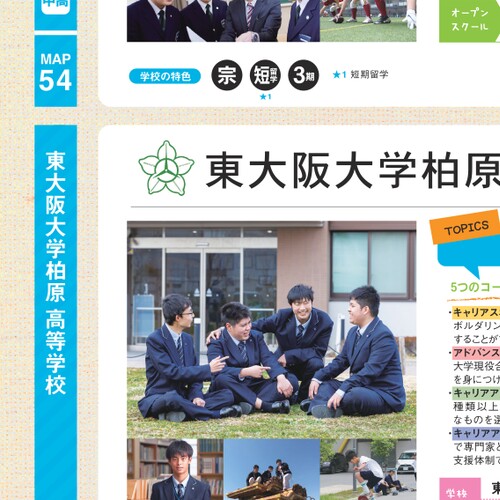 中高
MAP
54
学校の特色
宗
短留学
3期
★1 短期留学
★1
オープン
スクール
東大阪大学柏原 高等学校
東大阪大学柏原
TOPICS
5つのコー
・キャリアス
ボルダリン
することが
・アドバンス
大学現役合
を身につけ
・キャリアア
種類以上
なものを選
・キャリアア
で専門家と
支援体制で
学校